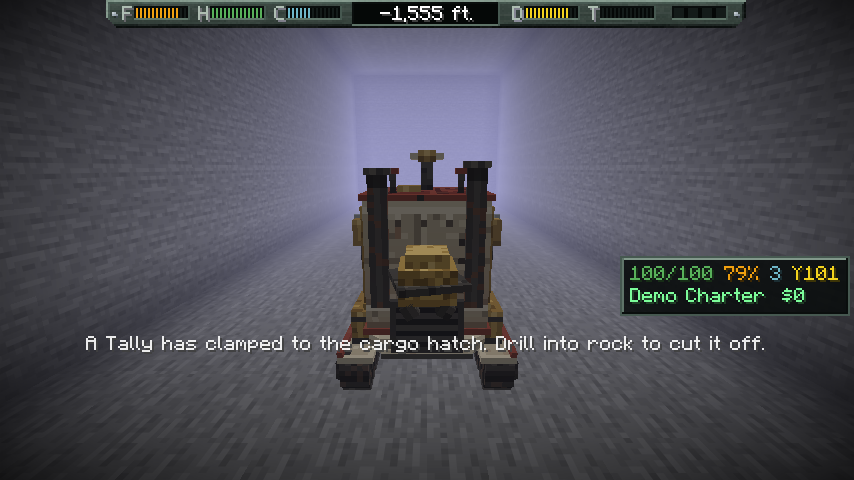 F H C -1,555 ft. D T
100/100 79% 3 Y101
Demo Charter $0
A Tally has clamped to the cargo hatch. Drill into rock to cut it off.